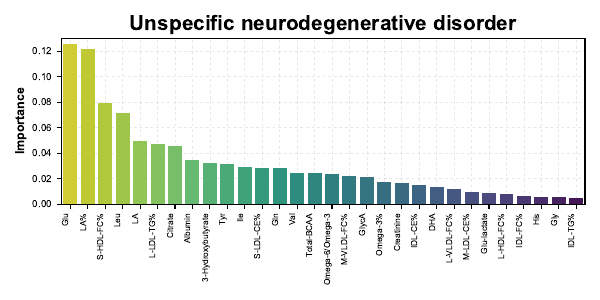 Unspecific neurodegenerative disorder
Importance
0.12
0.10
0.08
0.06
0.04
0.02
0.00
Glu
LA%
S-HDL-FC%
Leu
LA
L-LDL-TG%
Citrate
Albumin
3-Hydroxybutyrate
Tyr
Ile
S-LDL-CE%
Gln
Val
Total-BCAA
Omega-6/Omega-3
M-VLDL-FC%
GlycA
Omega-3%
Creatinine
IDL-CE%
DHA
L-VLDL-FC%
M-LDL-CE%
Glu-lactate
L-HDL-FC%
IDL-FC%
His
Gly
IDL-TG%